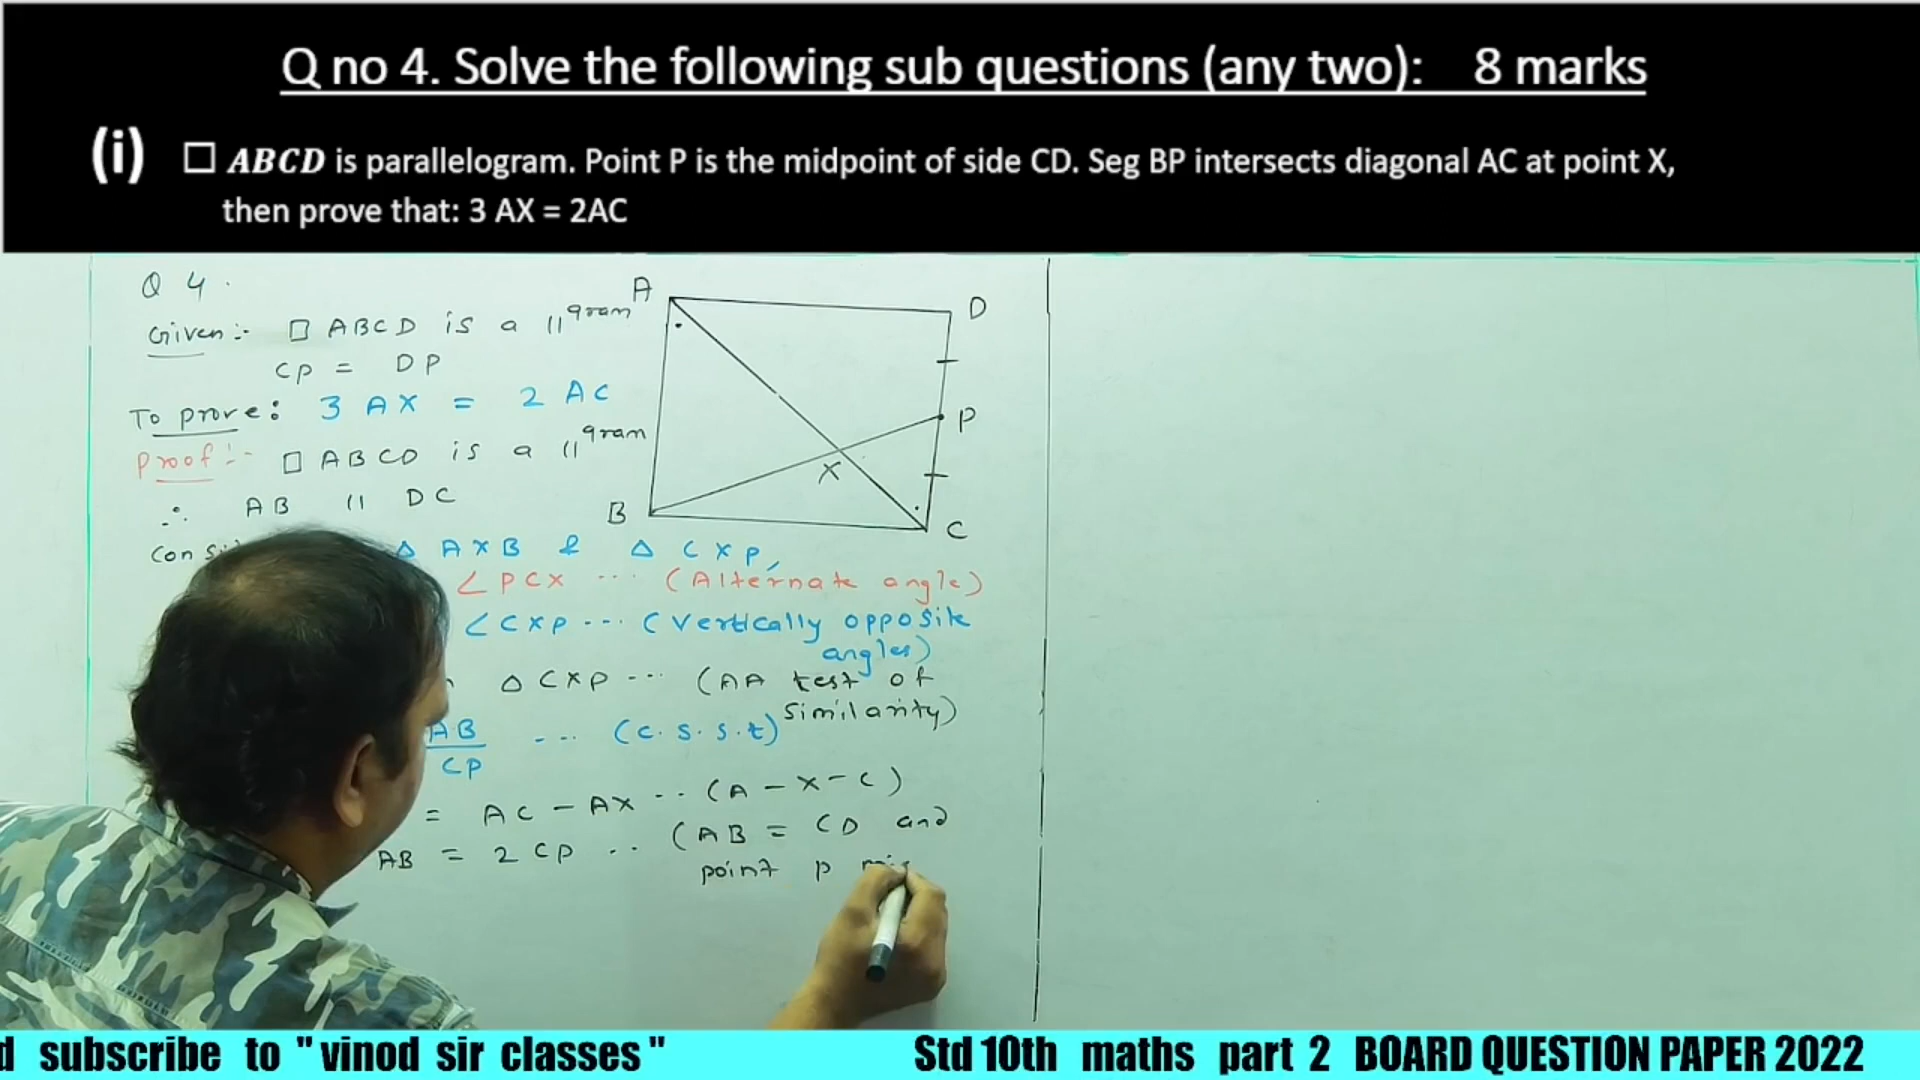 Q no 4. Solve the following sub questions (any two): 8 marks
(i) □ ABCD is parallelogram. Point P is the midpoint of side CD. Seg BP intersects diagonal AC at point X,
then prove that: 3 AX = 2AC
Q 4.
Given :- □ ABCD is a ||gram
CP = DP
To prove: 3 AX = 2 AC
Proof :- □ ABCD is a ||gram
∴ AB || DC
A
D
P
X
B
C
Δ AXB & Δ CXP,
∠PCX ... (Alternate angle)
∠CXP ... (Vertically opposite
angles)
Δ CXP ... (AA test of
similarity)
AB
CP
... (c.s.s.t)
= AC - AX .. (A - X - C)
AB = 2 CP .. (AB = CD and
point P
subscribe to "vinod sir classes" Std 10th maths part 2 BOARD QUESTION PAPER 2022